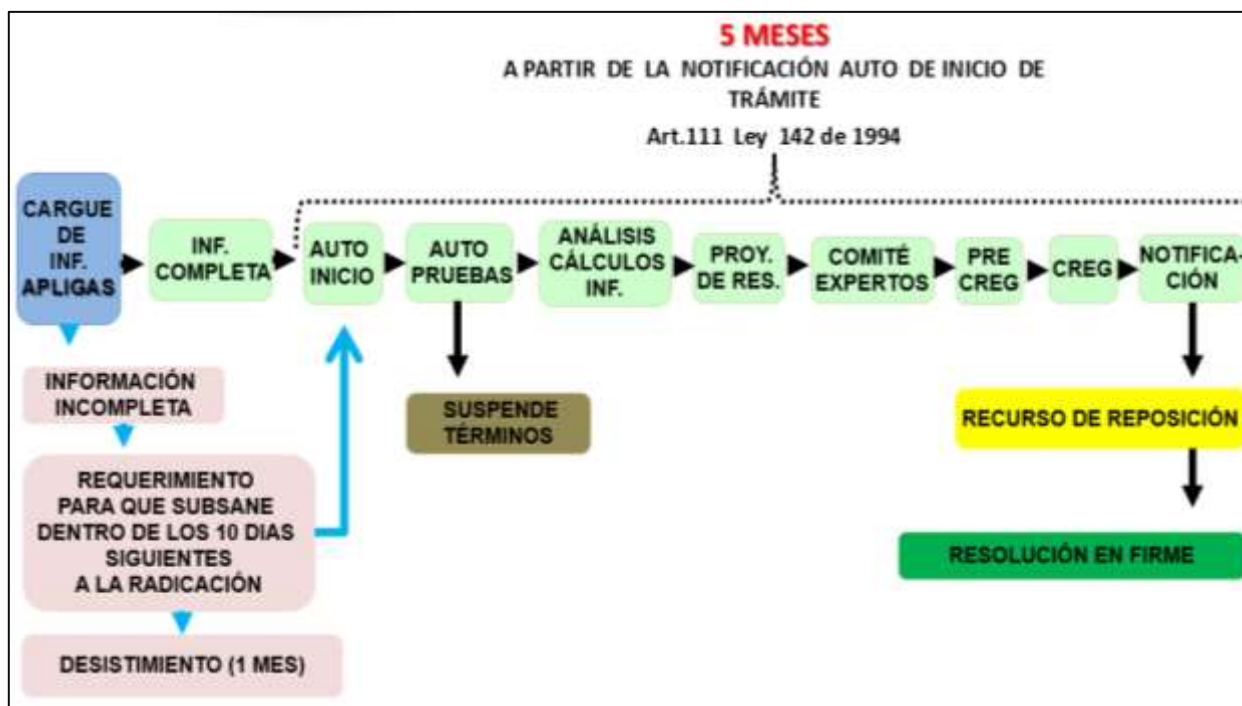 5 MESES
A PARTIR DE LA NOTIFICACIÓN AUTO DE INICIO DE
TRÁMITE
Art.111 Ley 142 de 1994
CARGUE
DE
INF.
APLIGAS
INF.
COMPLETA
AUTO
INICIO
AUTO
PRUEBAS
ANÁLISIS
CÁLCULOS
INF.
PROY.
DE RES.
COMITÉ
EXPERTOS
PRE
CREG
CREG
NOTIFICA-
CIÓN
INFORMACIÓN
INCOMPLETA
SUSPENDE
TÉRMINOS
RECURSO DE REPOSICIÓN
REQUERIMIENTO
PARA QUE SUBSANE
DENTRO DE LOS 10 DIAS
SIGUIENTES
A LA RADICACIÓN
RESOLUCIÓN EN FIRME
DESISTIMIENTO (1 MES)